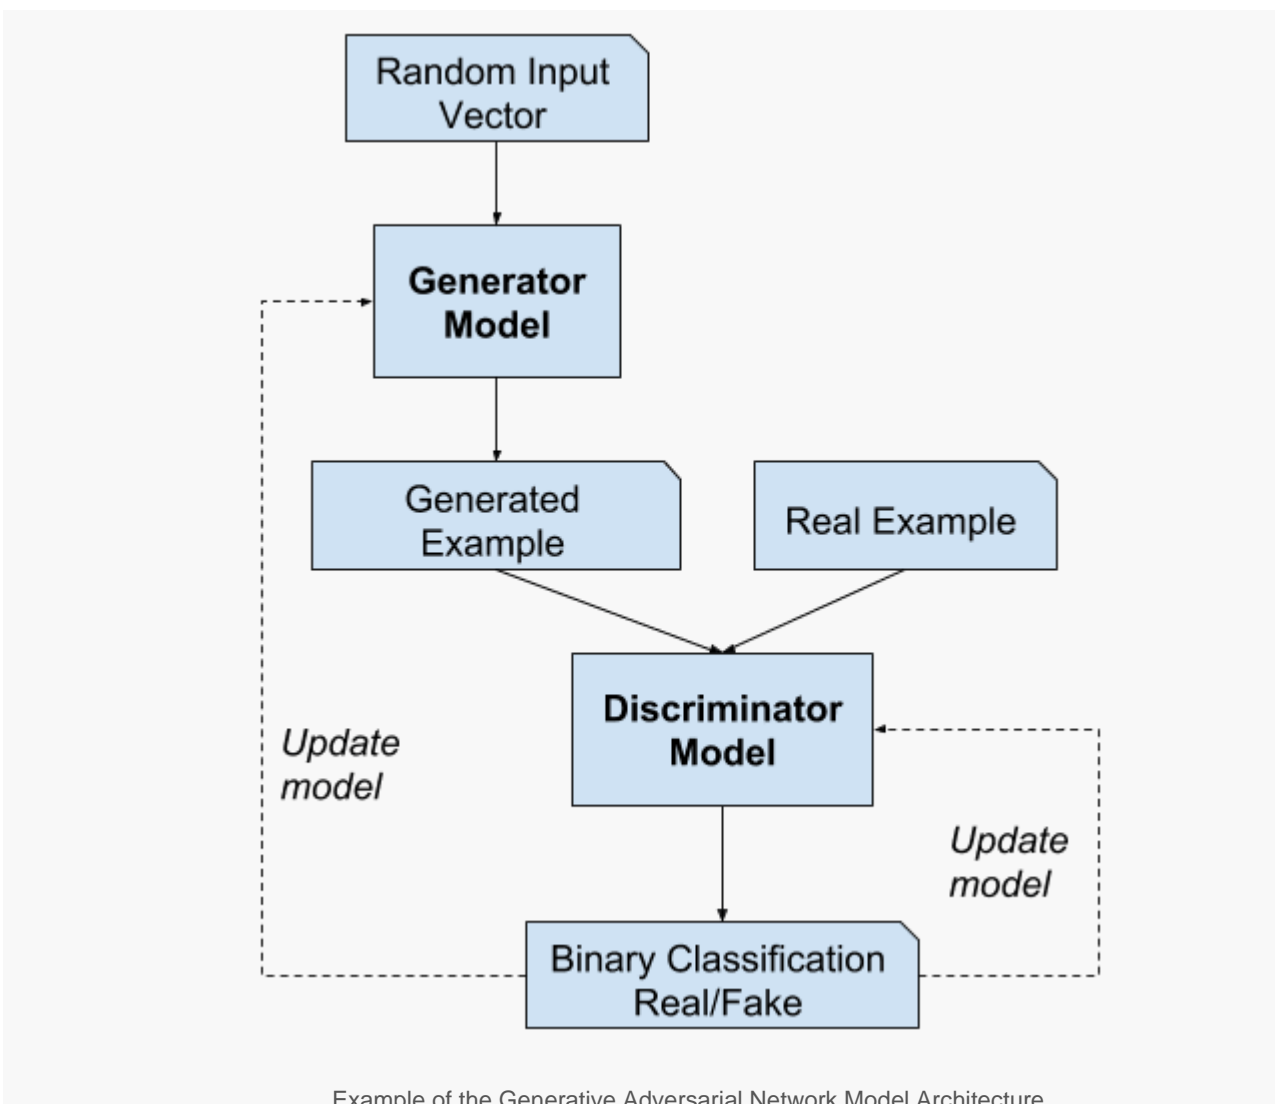 Random Input
Vector
Generator
Model
Generated
Example
Real Example
Discriminator
Model
Update
model
Update
model
Binary Classification
Real/Fake
Example of the Generative Adversarial Network Model Architecture